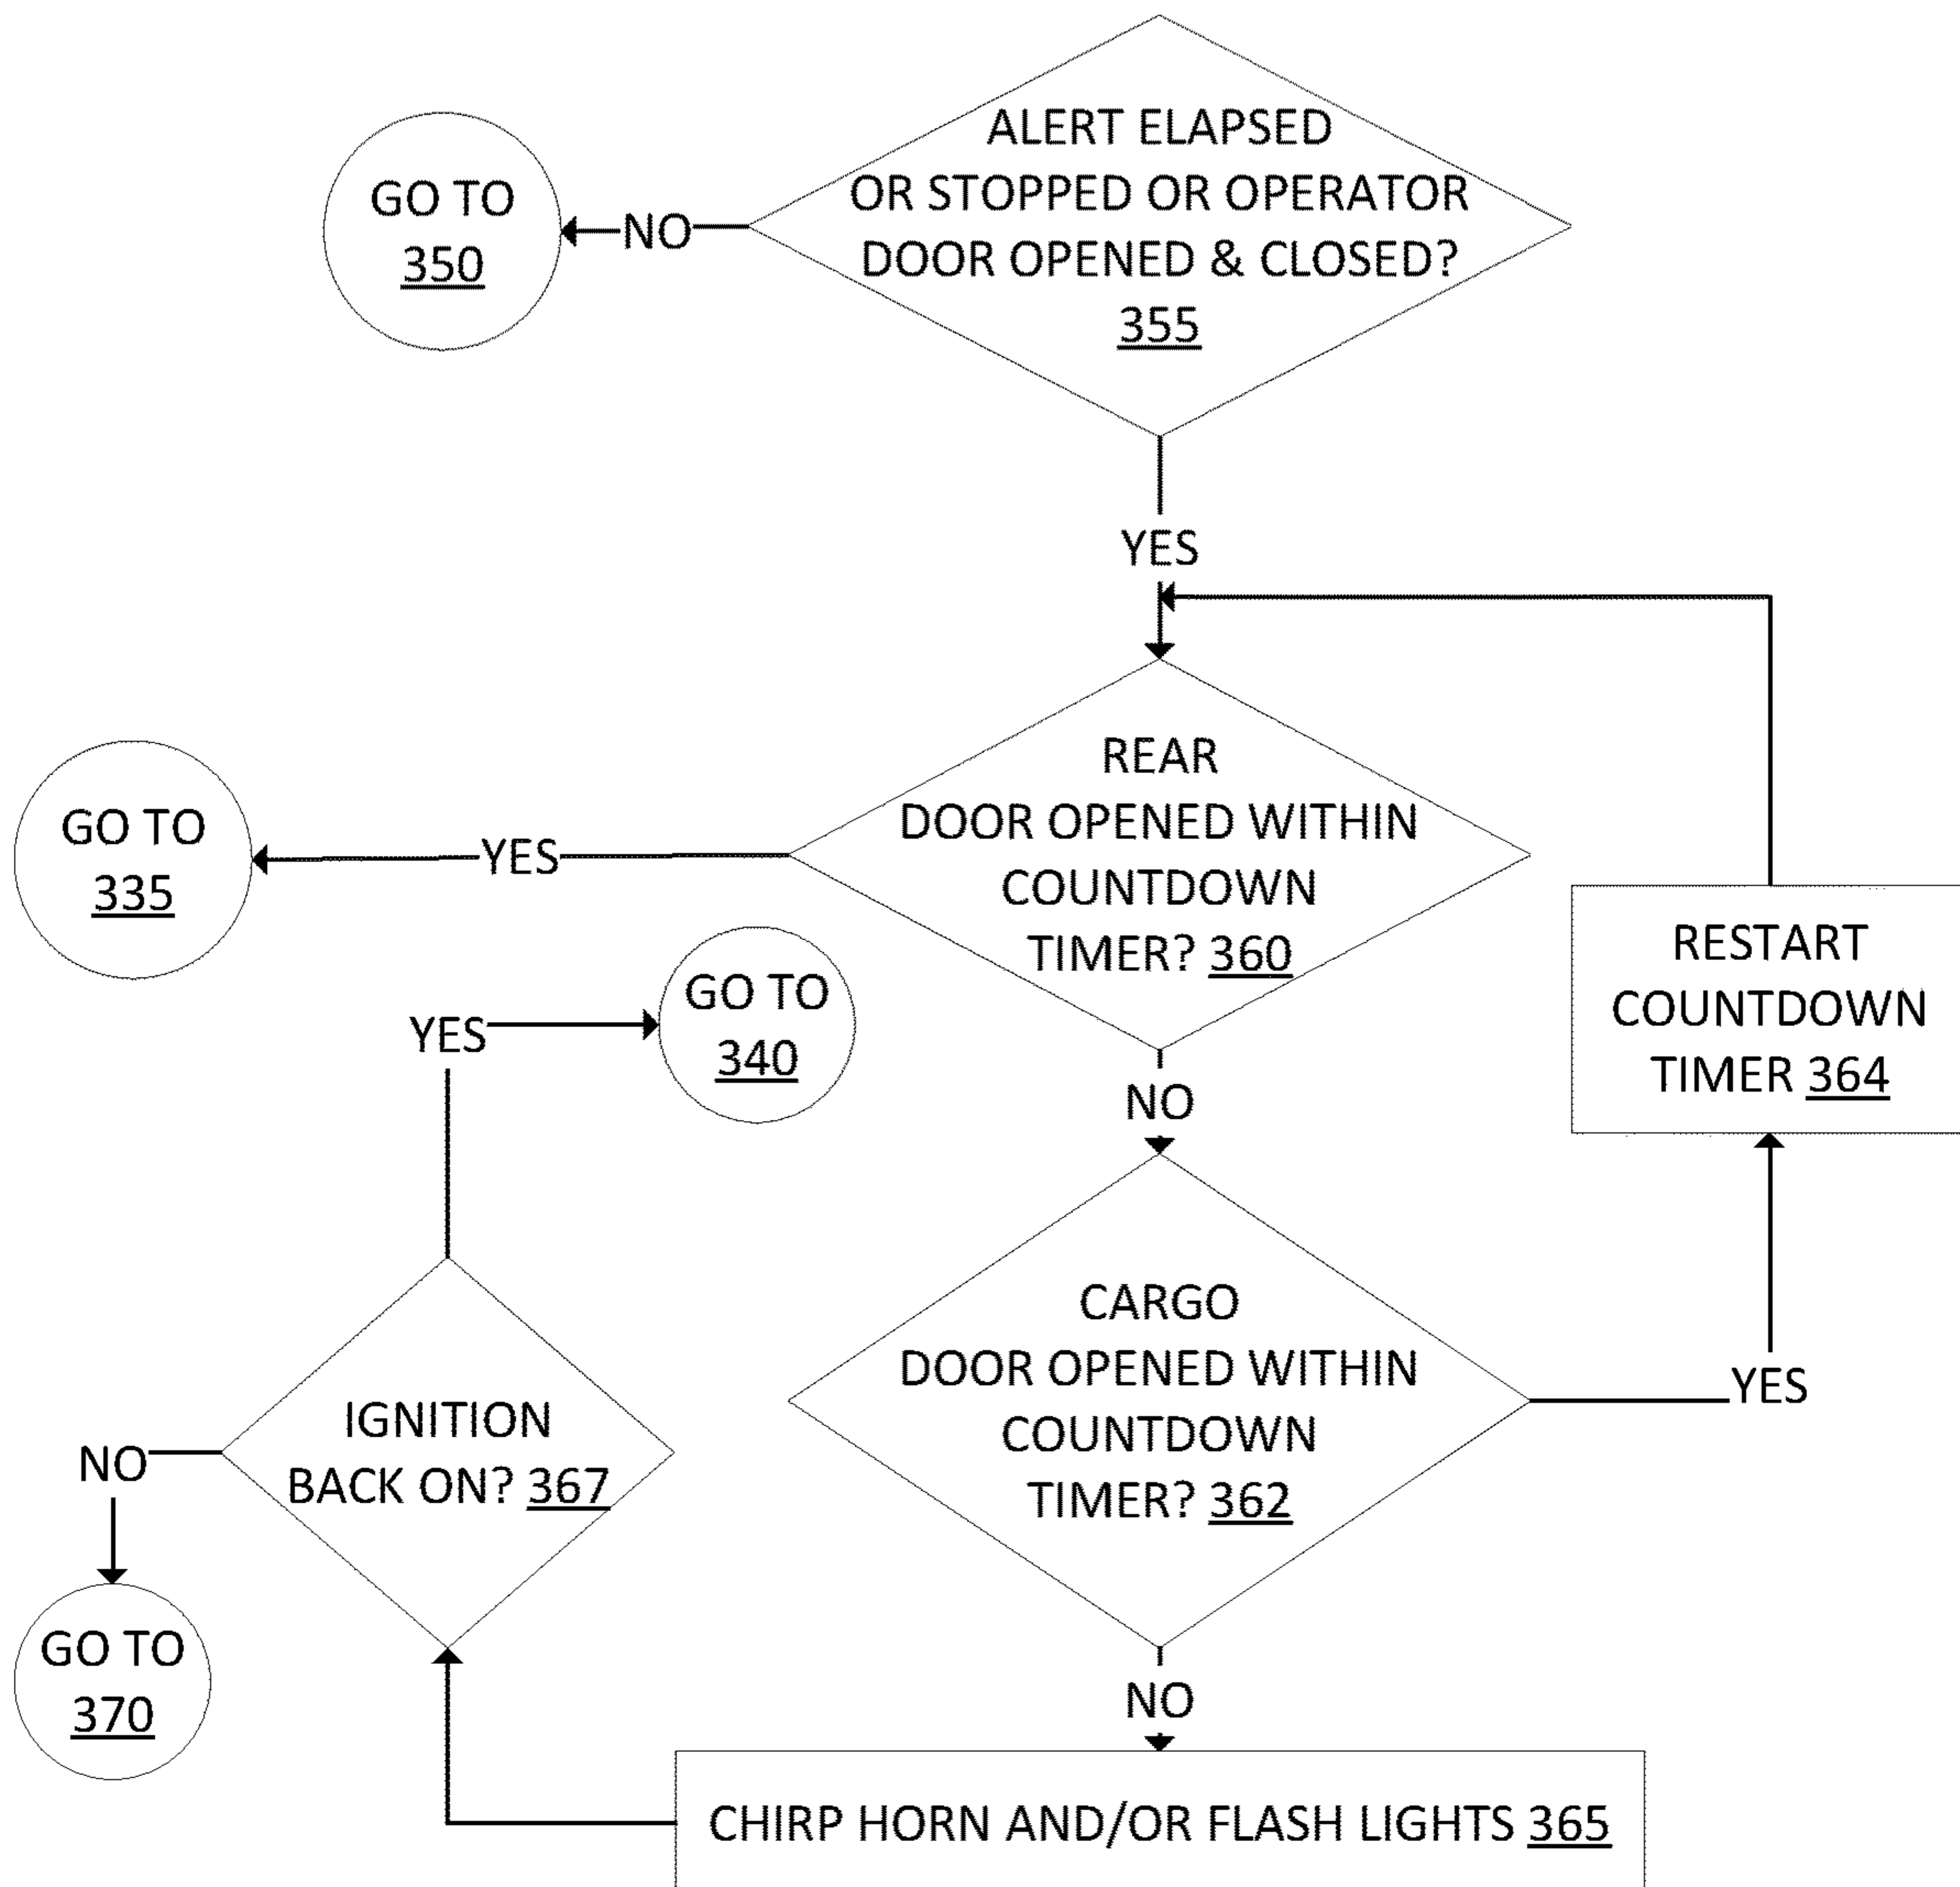 ALERT ELAPSED
OR STOPPED OR OPERATOR
DOOR OPENED & CLOSED?
355
NO
GO TO
350
YES
REAR
DOOR OPENED WITHIN
COUNTDOWN
TIMER? 360
YES
GO TO
335
NO
CARGO
DOOR OPENED WITHIN
COUNTDOWN
TIMER? 362
YES
RESTART
COUNTDOWN
TIMER 364
NO
CHIRP HORN AND/OR FLASH LIGHTS 365
IGNITION
BACK ON? 367
YES
GO TO
340
NO
GO TO
370